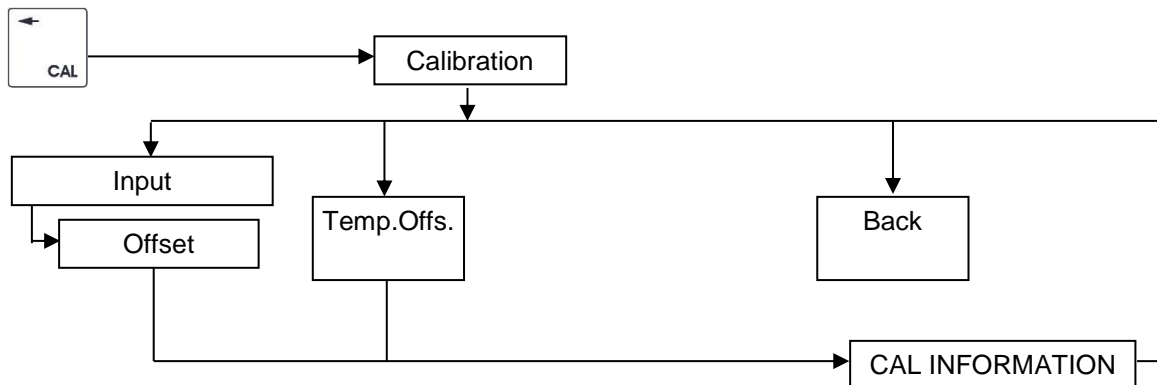 CAL
Calibration
Input
Offset
Temp.Offs.
Back
CAL INFORMATION